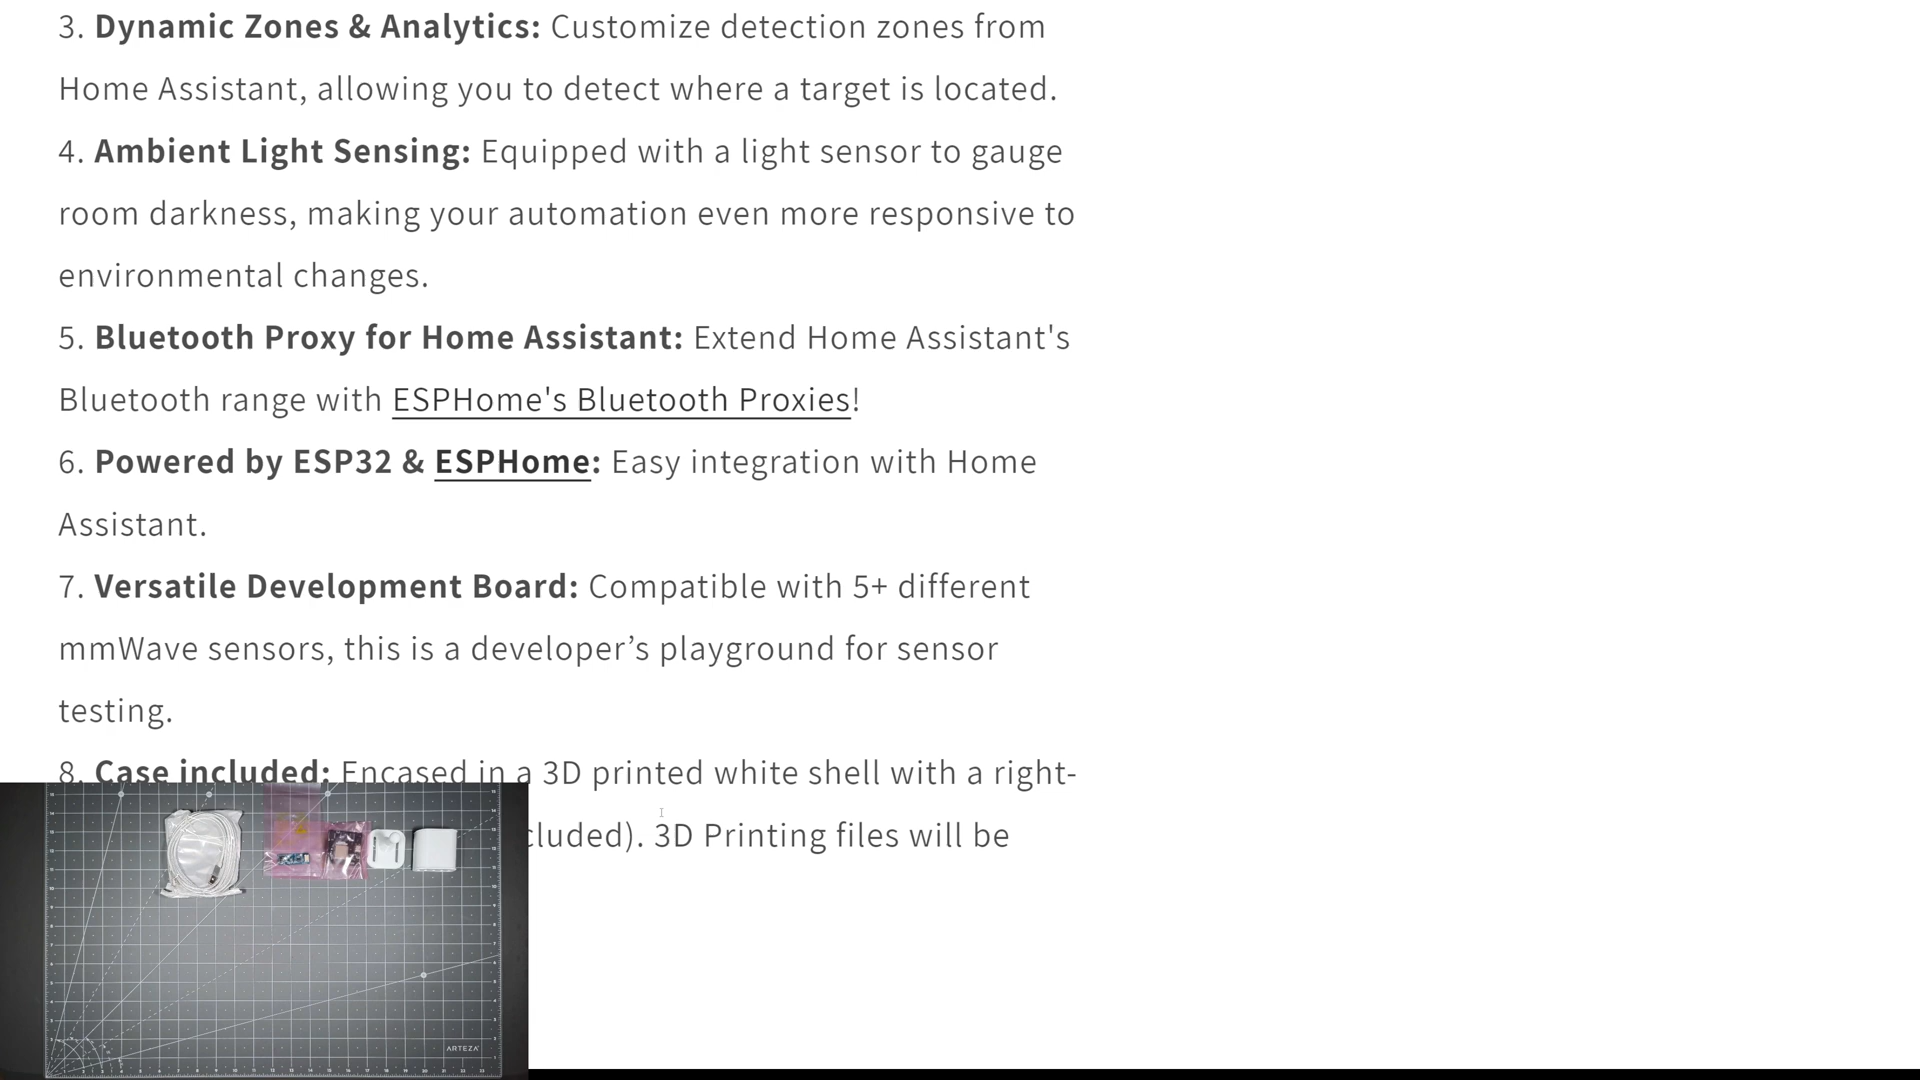 3. Dynamic Zones & Analytics: Customize detection zones from
Home Assistant, allowing you to detect where a target is located.
4. Ambient Light Sensing: Equipped with a light sensor to gauge
room darkness, making your automation even more responsive to
environmental changes.
5. Bluetooth Proxy for Home Assistant: Extend Home Assistant's
Bluetooth range with ESPHome's Bluetooth Proxies!
6. Powered by ESP32 & ESPHome: Easy integration with Home
Assistant.
7. Versatile Development Board: Compatible with 5+ different
mmWave sensors, this is a developer’s playground for sensor
testing.
8. Case included: Encased in a 3D printed white shell with a right-
cluded). 3D Printing files will be
ARTEZA